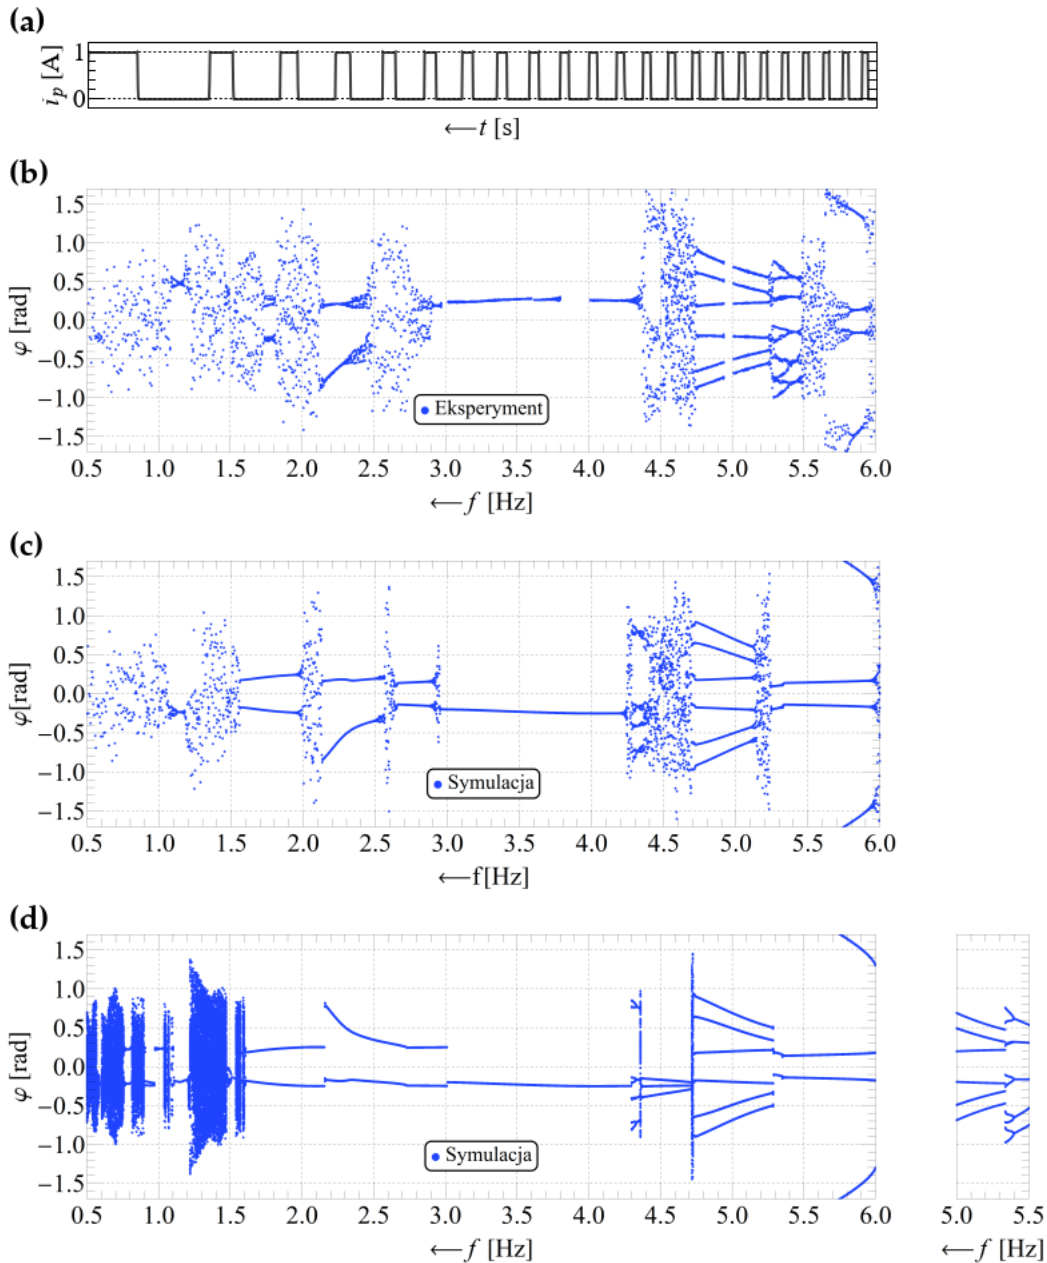 (a)
1
0
i_p [A]
⟵ t [s]
(b)
1.5
1.0
0.5
0.0
−0.5
−1.0
−1.5
φ [rad]
Eksperyment
0.5 1.0 1.5 2.0 2.5 3.0 3.5 4.0 4.5 5.0 5.5 6.0
⟵ f [Hz]
(c)
1.5
1.0
0.5
0.0
−0.5
−1.0
−1.5
φ[rad]
Symulacja
0.5 1.0 1.5 2.0 2.5 3.0 3.5 4.0 4.5 5.0 5.5 6.0
⟵f[Hz]
(d)
1.5
1.0
0.5
0.0
−0.5
−1.0
−1.5
φ [rad]
Symulacja
0.5 1.0 1.5 2.0 2.5 3.0 3.5 4.0 4.5 5.0 5.5 6.0 5.0 5.5
⟵ f [Hz] ⟵ f [Hz]